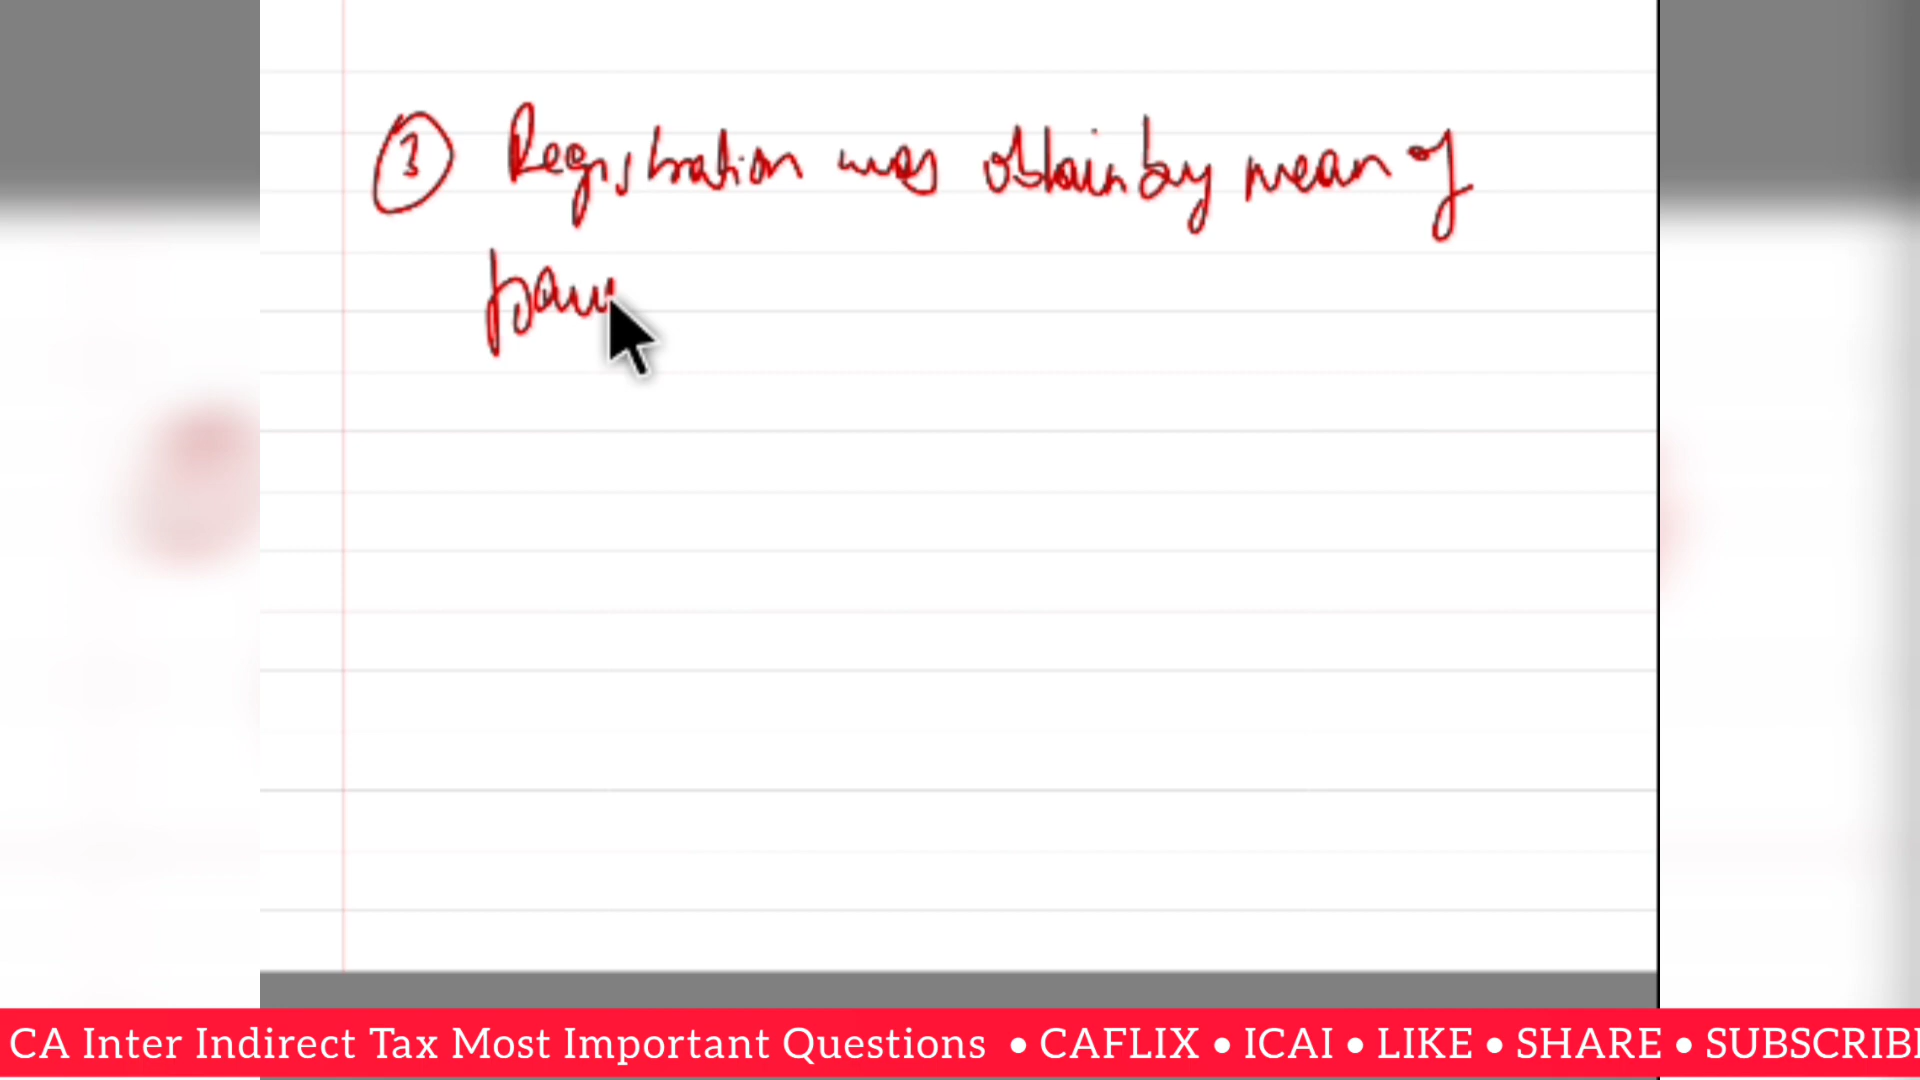 ③ Registration was obtain by mean of
frau
CA Inter Indirect Tax Most Important Questions • CAFLIX • ICAI • LIKE • SHARE • SUBSCRIB